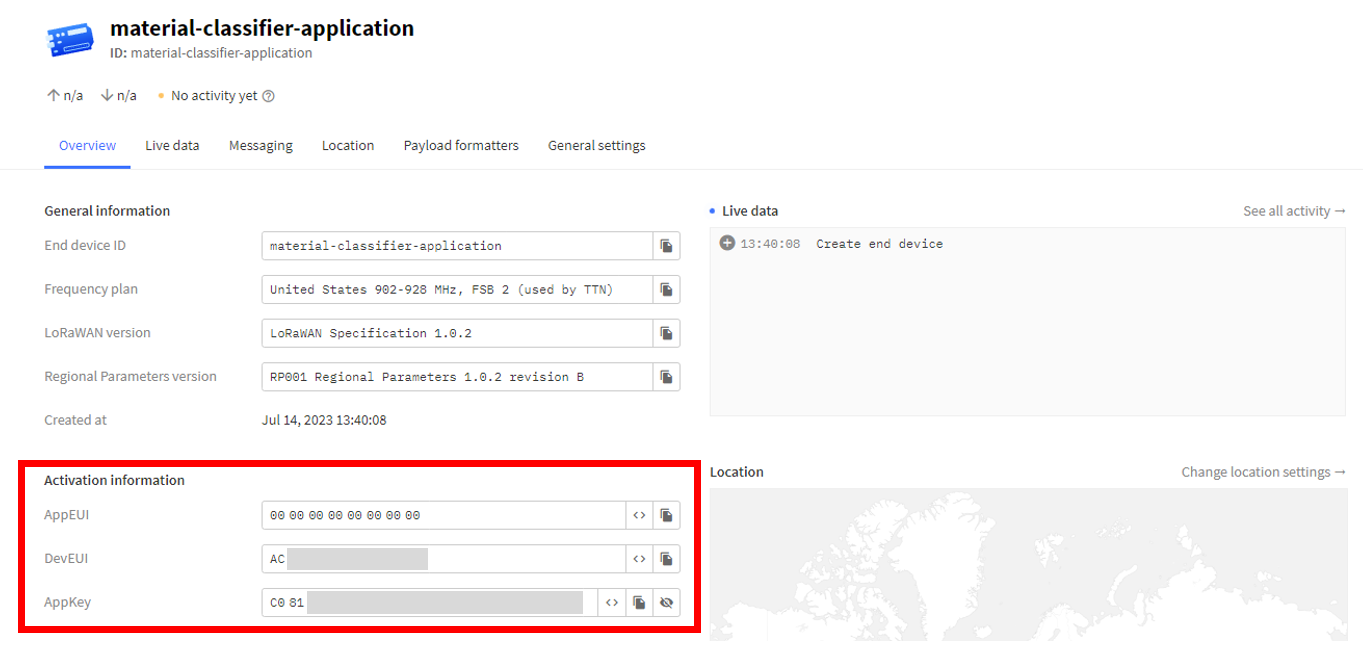 material-classifier-application
ID: material-classifier-application
n/a n/a No activity yet
Overview Live data Messaging Location Payload formatters General settings
General information
End device ID material-classifier-application
Frequency plan United States 902-928 MHz, FSB 2 (used by TTN)
LoRaWAN version LoRaWAN Specification 1.0.2
Regional Parameters version RP001 Regional Parameters 1.0.2 revision B
Created at Jul 14, 2023 13:40:08
Activation information
AppEUI 00 00 00 00 00 00 00 00
DevEUI AC
AppKey C0 81
Live data See all activity →
13:40:08 Create end device
Location Change location settings →